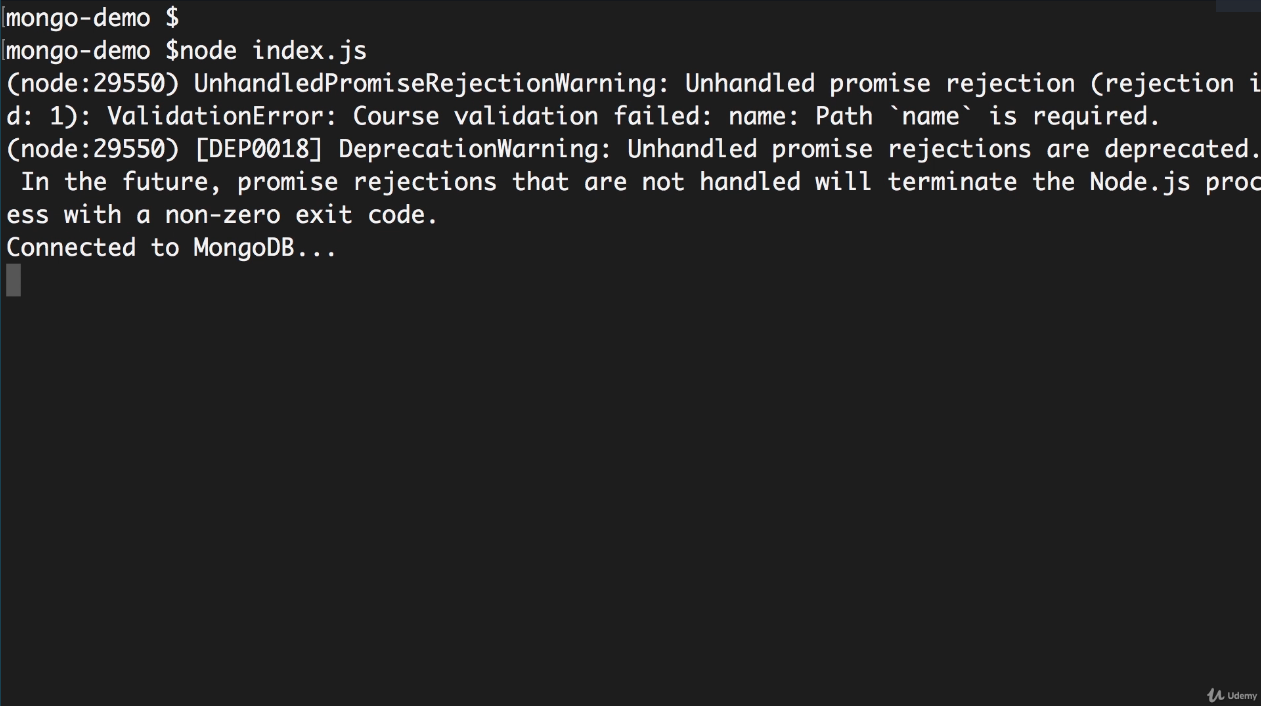 mongo-demo $
mongo-demo $node index.js
(node:29550) UnhandledPromiseRejectionWarning: Unhandled promise rejection (rejection i
d: 1): ValidationError: Course validation failed: name: Path `name` is required.
(node:29550) [DEP0018] DeprecationWarning: Unhandled promise rejections are deprecated.
In the future, promise rejections that are not handled will terminate the Node.js proc
ess with a non-zero exit code.
Connected to MongoDB...
Udemy